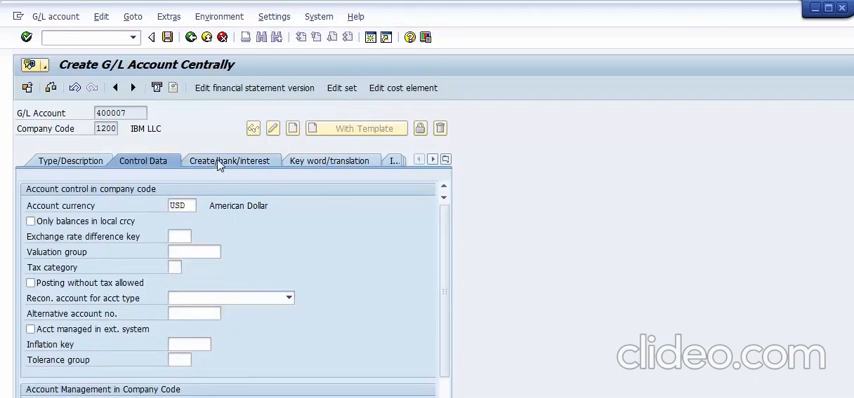 G/L account Edit Goto Extras Environment Settings System Help
Create G/L Account Centrally
Edit financial statement version Edit set Edit cost element
G/L Account 400007
Company Code 1200 IBM LLC With Template
Type/Description Control Data Create/bank/interest Key word/translation I...
Account control in company code
Account currency USD American Dollar
Only balances in local crcy
Exchange rate difference key
Valuation group
Tax category
Posting without tax allowed
Recon. account for acct type
Alternative account no.
Acct managed in ext. system
Inflation key
Tolerance group
clideo.com
Account Management in Company Code